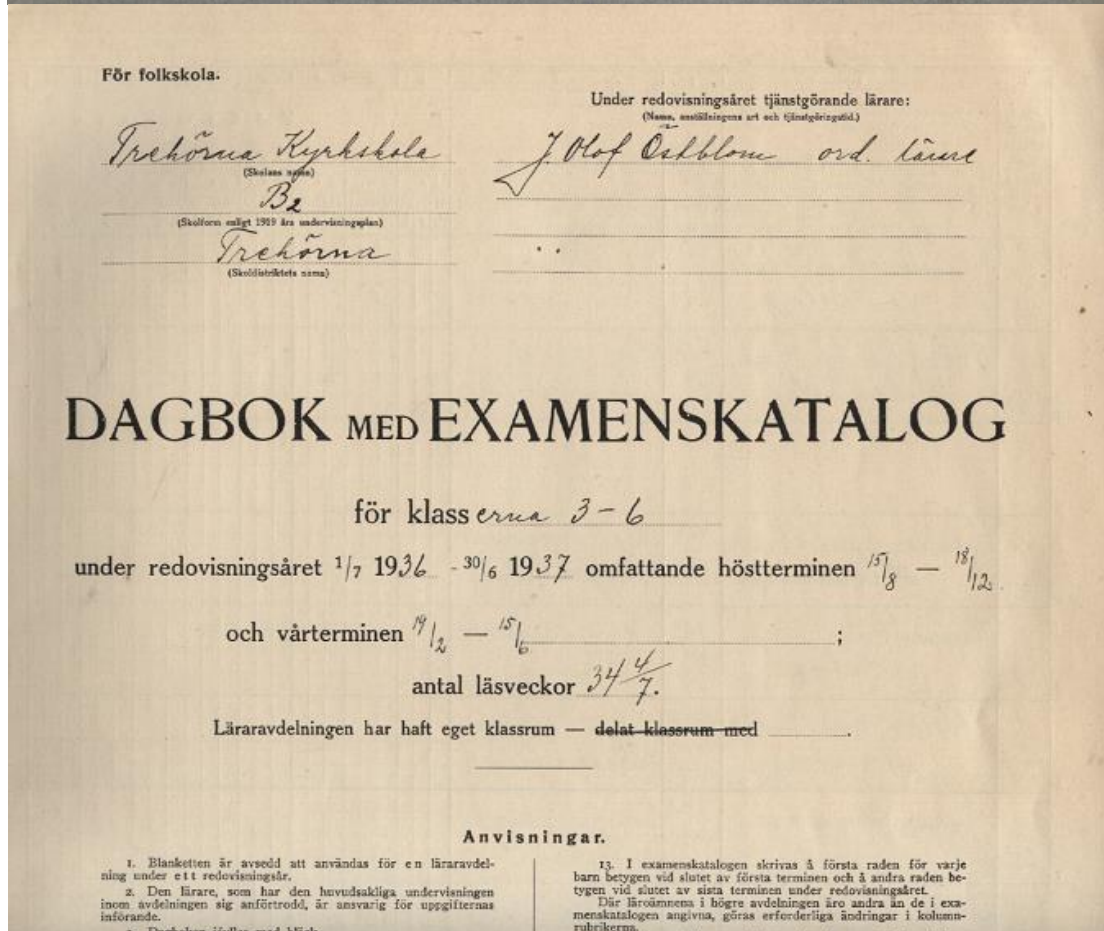 För folkskola.
Under redovisningsåret tjänstgörande lärare:
(Namn, anställningens art och tjänstgöringstid.)
Trehörna Kyrkskola
J. Olof Östblom ord. lärare
(Skolans namn)
B2
(Skolform enligt 1919 års undervisningsplan)
Trehörna
(Skoldistriktets namn)
DAGBOK MED EXAMENSKATALOG
för klasserna 3-6
under redovisningsåret 1/7 1936 - 30/6 1937 omfattande höstterminen 15/8 — 18/12
och vårterminen 19/2 — 15/6 ;
antal läsveckor 34 4/7.
Läraravdelningen har haft eget klassrum — delat klassrum med .
Anvisningar.
1. Blanketten är avsedd att användas för en läraravdel-
ning under ett redovisningsår.
2. Den lärare, som har den huvudsakliga undervisningen
inom avdelningen sig anförtrodd, är ansvarig för uppgifternas
införande.
3. Dagboken ifylles med bläck.
13. I examenskatalogen skrivas å första raden för varje
barn betygen vid slutet av första terminen och å andra raden be-
tygen vid slutet av sista terminen under redovisningsåret.
Där läroämnena i högre avdelningen äro andra än de i exa-
menskatalogen angivna, göras erforderliga ändringar i kolumn-
rubrikerna.